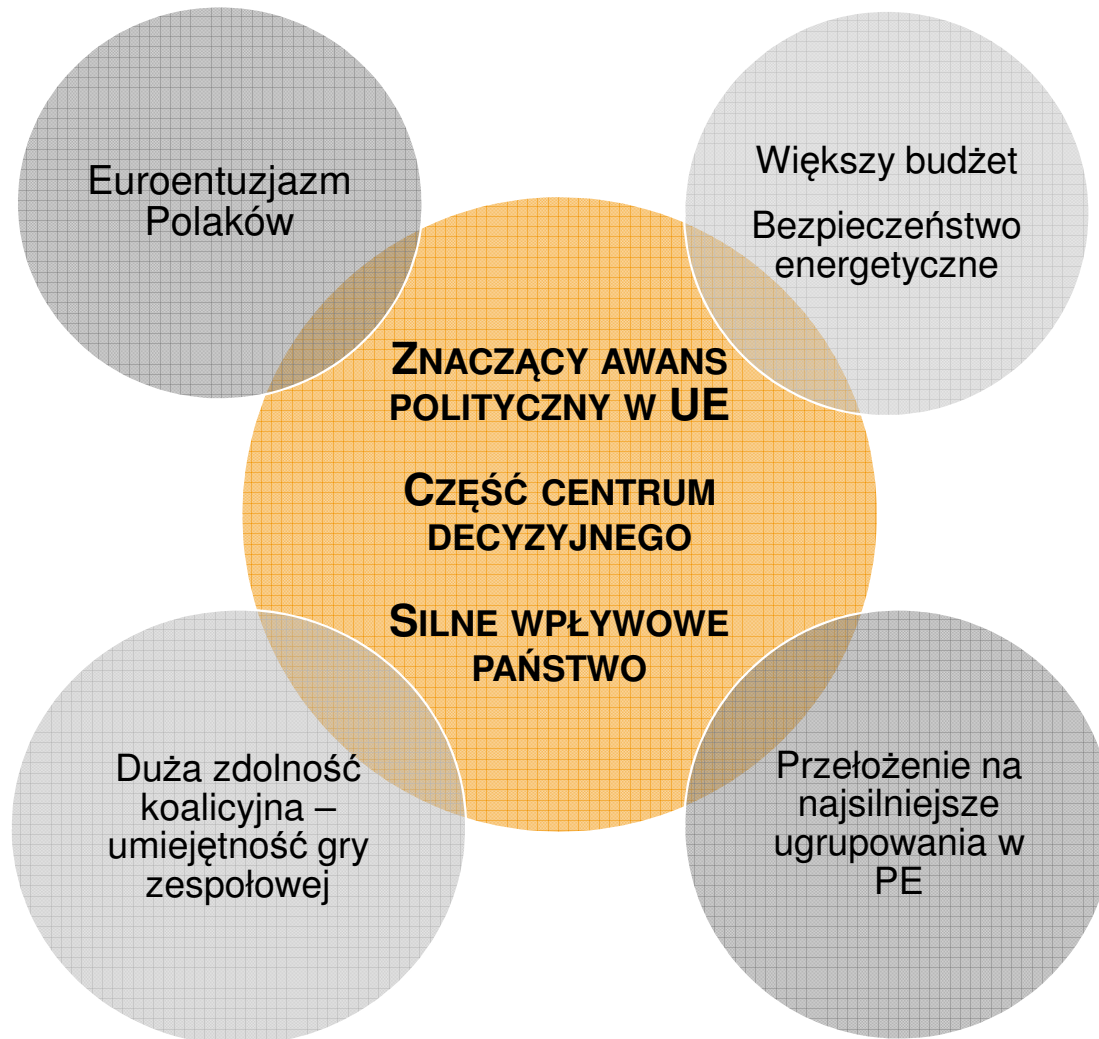 Euroentuzjazm
Polaków
Większy budżet
Bezpieczeństwo
energetyczne
ZNACZĄCY AWANS
POLITYCZNY W UE
CZĘŚĆ CENTRUM
DECYZYJNEGO
SILNE WPŁYWOWE
PAŃSTWO
Duża zdolność
koalicyjna –
umiejętność gry
zespołowej
Przełożenie na
najsilniejsze
ugrupowania w
PE